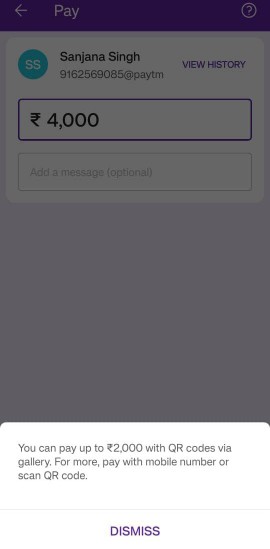 Pay
SS
Sanjana Singh
9162569085@paytm
VIEW HISTORY
₹ 4,000
Add a message (optional)
You can pay up to ₹2,000 with QR codes via
gallery. For more, pay with mobile number or
scan QR code.
DISMISS